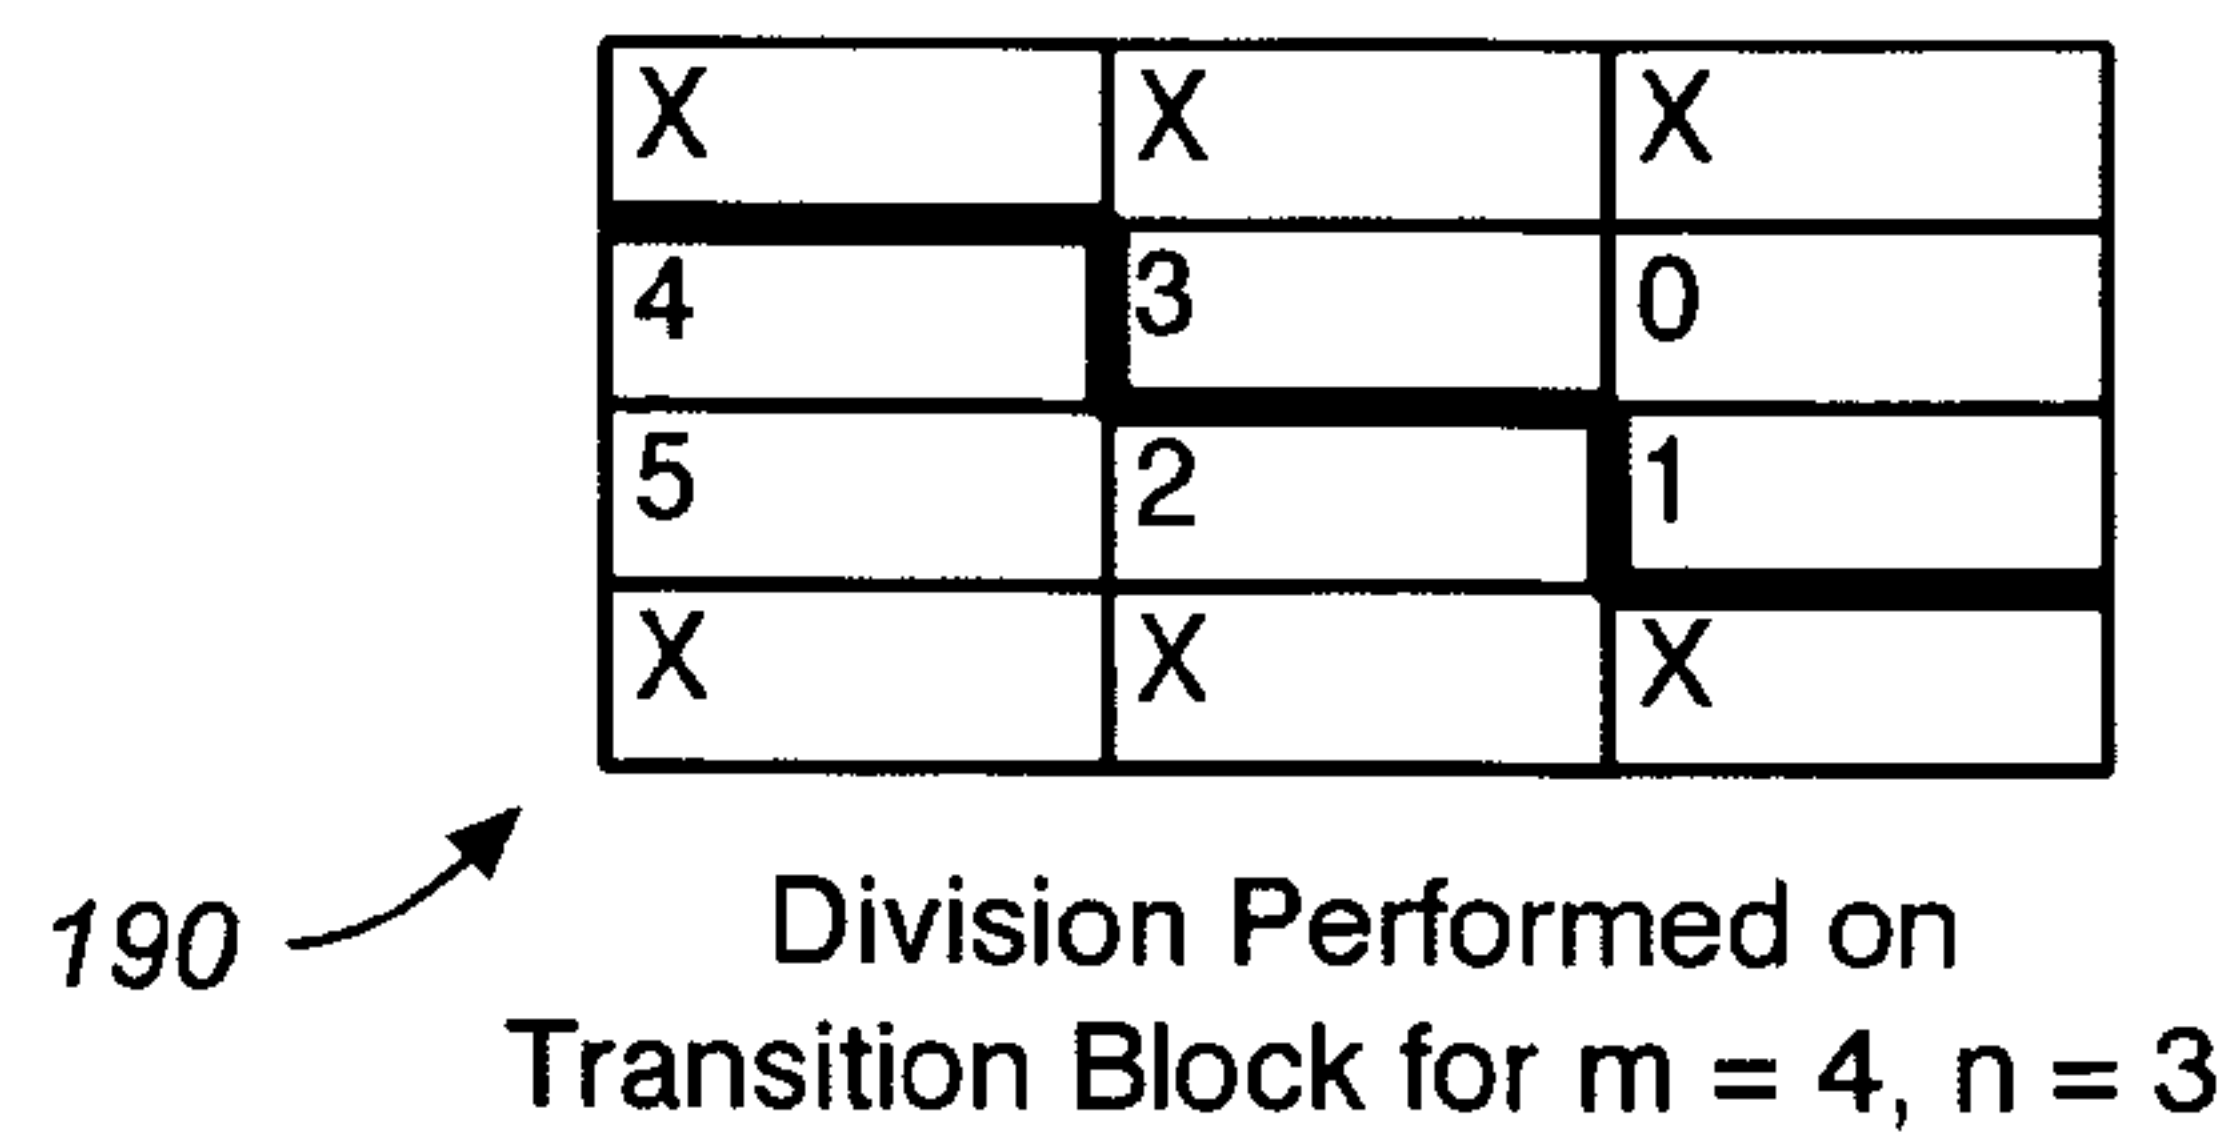 X X X
4 3 0
5 2 1
X X X
190
Division Performed on
Transition Block for m = 4, n = 3